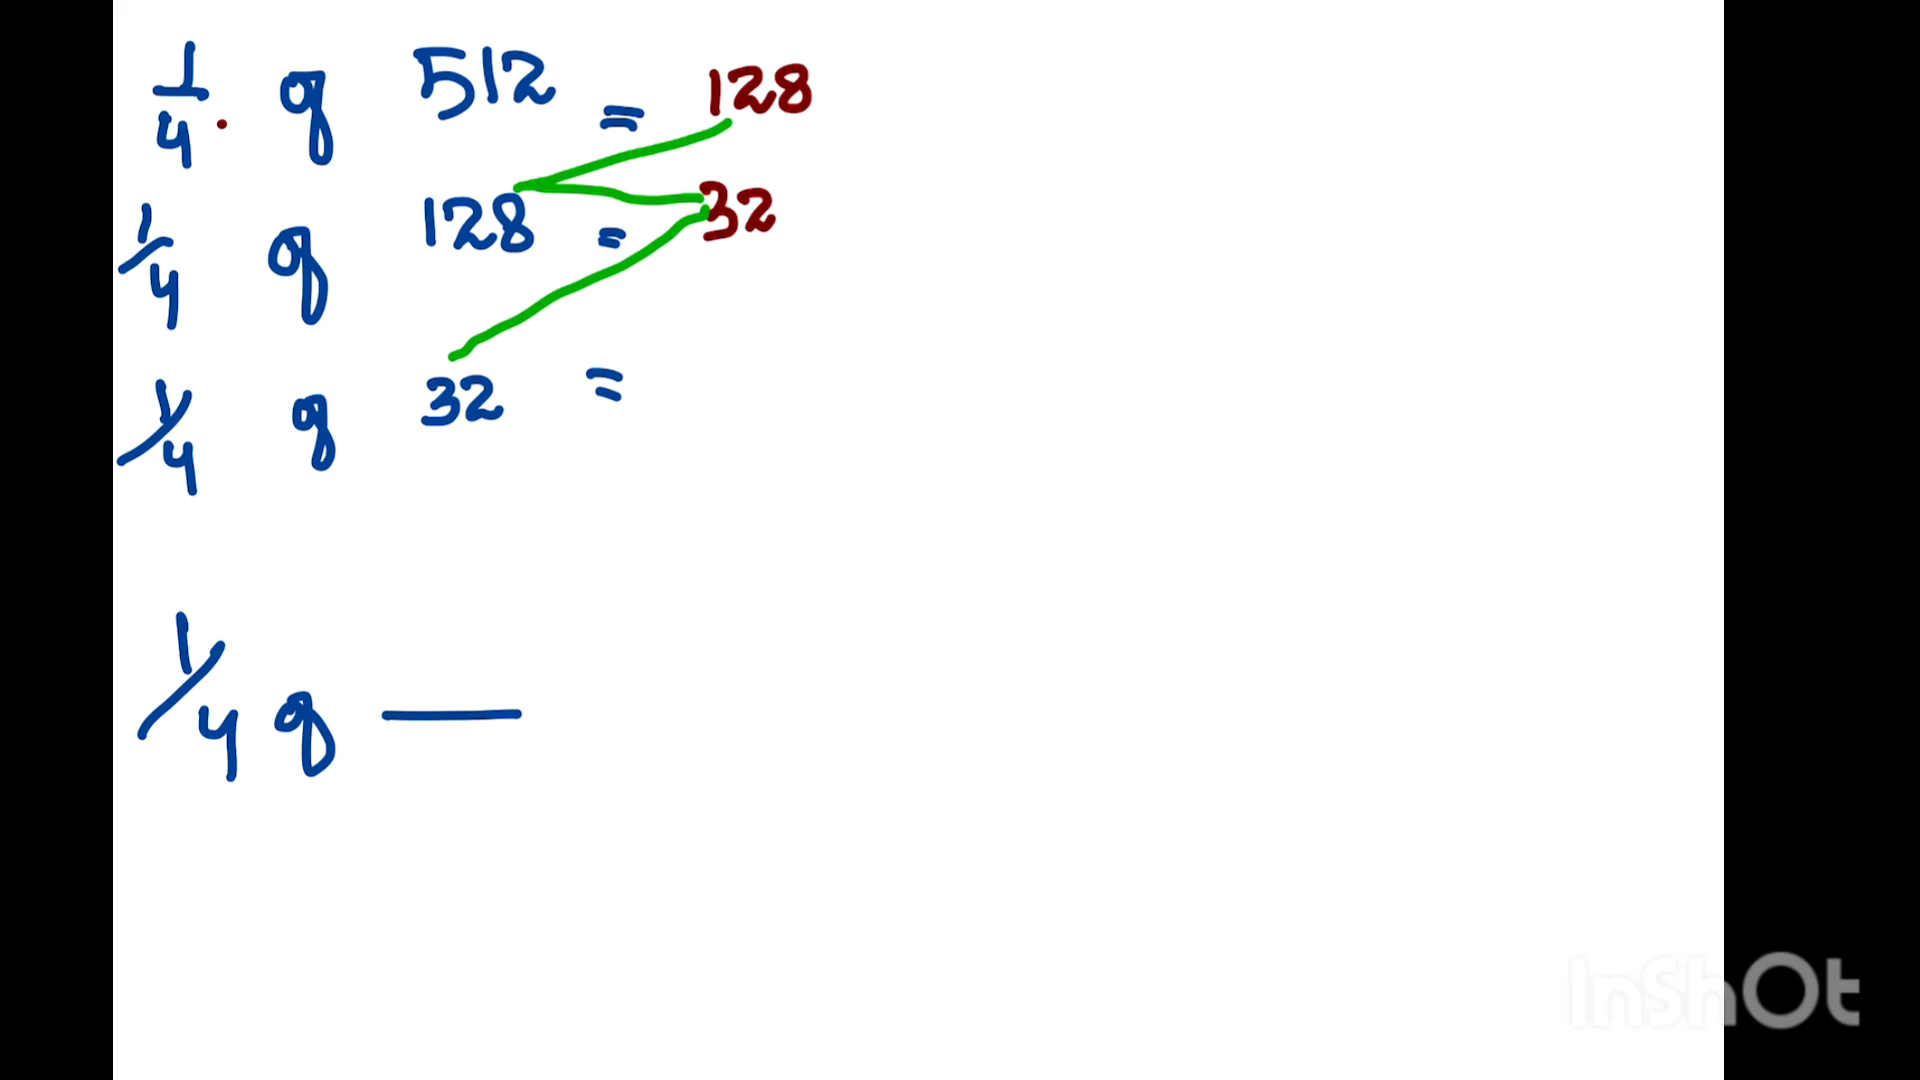 1/4 of 512 = 128
1/4 of 128 = 32
1/4 of 32 =
1/4 of —
InShOt